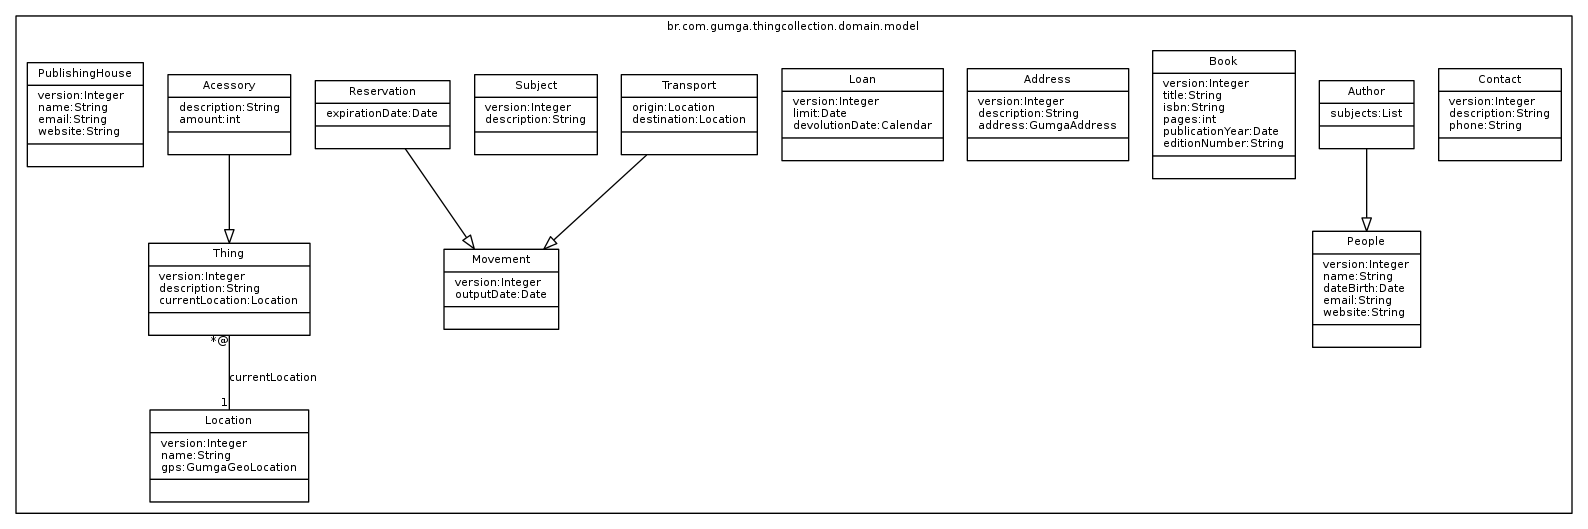 br.com.gumga.thingcollection.domain.model
PublishingHouse
version:Integer
name:String
email:String
website:String
Acessory
description:String
amount:int
Reservation
expirationDate:Date
Subject
version:Integer
description:String
Transport
origin:Location
destination:Location
Loan
version:Integer
limit:Date
devolutionDate:Calendar
Address
version:Integer
description:String
address:GumgaAddress
Book
version:Integer
title:String
isbn:String
pages:int
publicationYear:Date
editionNumber:String
Author
subjects:List
Contact
version:Integer
description:String
phone:String
Thing
version:Integer
description:String
currentLocation:Location
Movement
version:Integer
outputDate:Date
People
version:Integer
name:String
dateBirth:Date
email:String
website:String
*@
currentLocation
1
Location
version:Integer
name:String
gps:GumgaGeoLocation